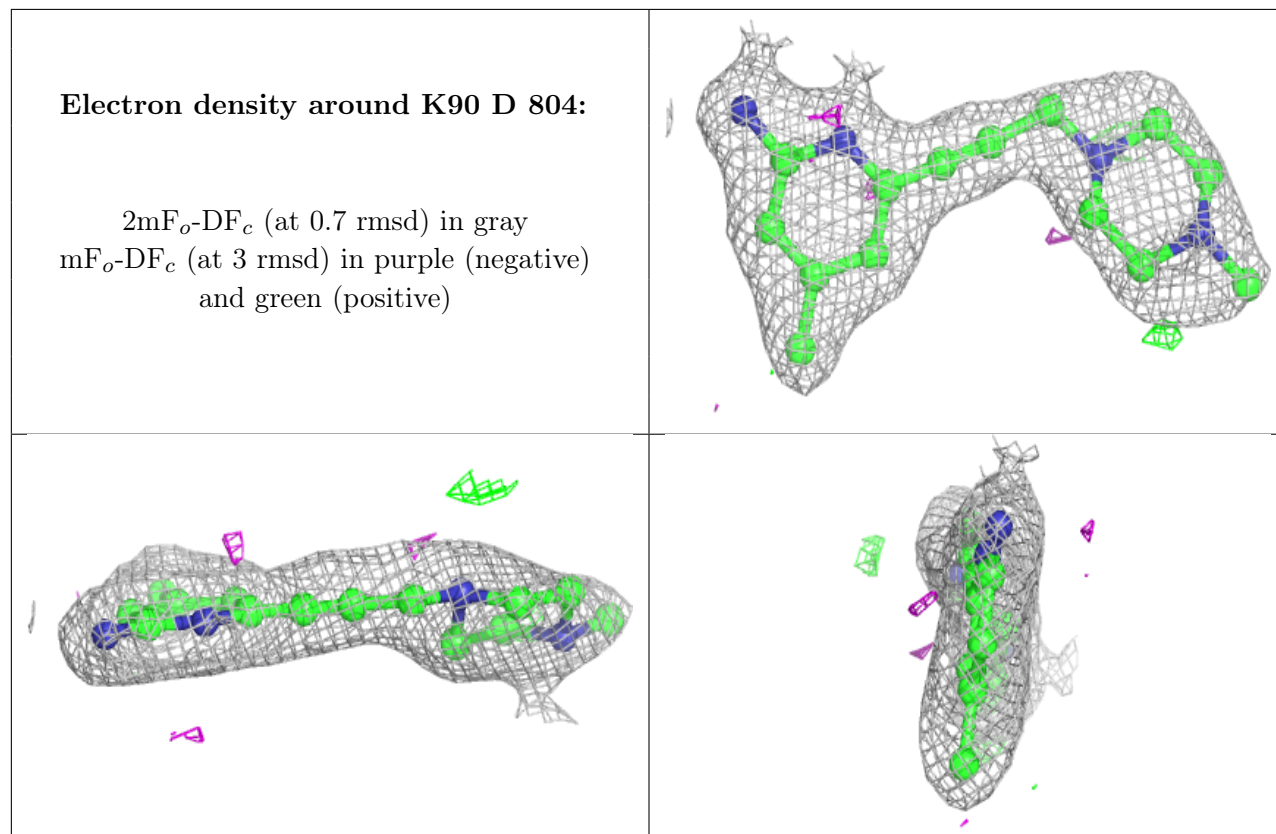 Electron density around K90 D 804:
2mFₒ-DF𝒸 (at 0.7 rmsd) in gray
mFₒ-DF𝒸 (at 3 rmsd) in purple (negative)
and green (positive)